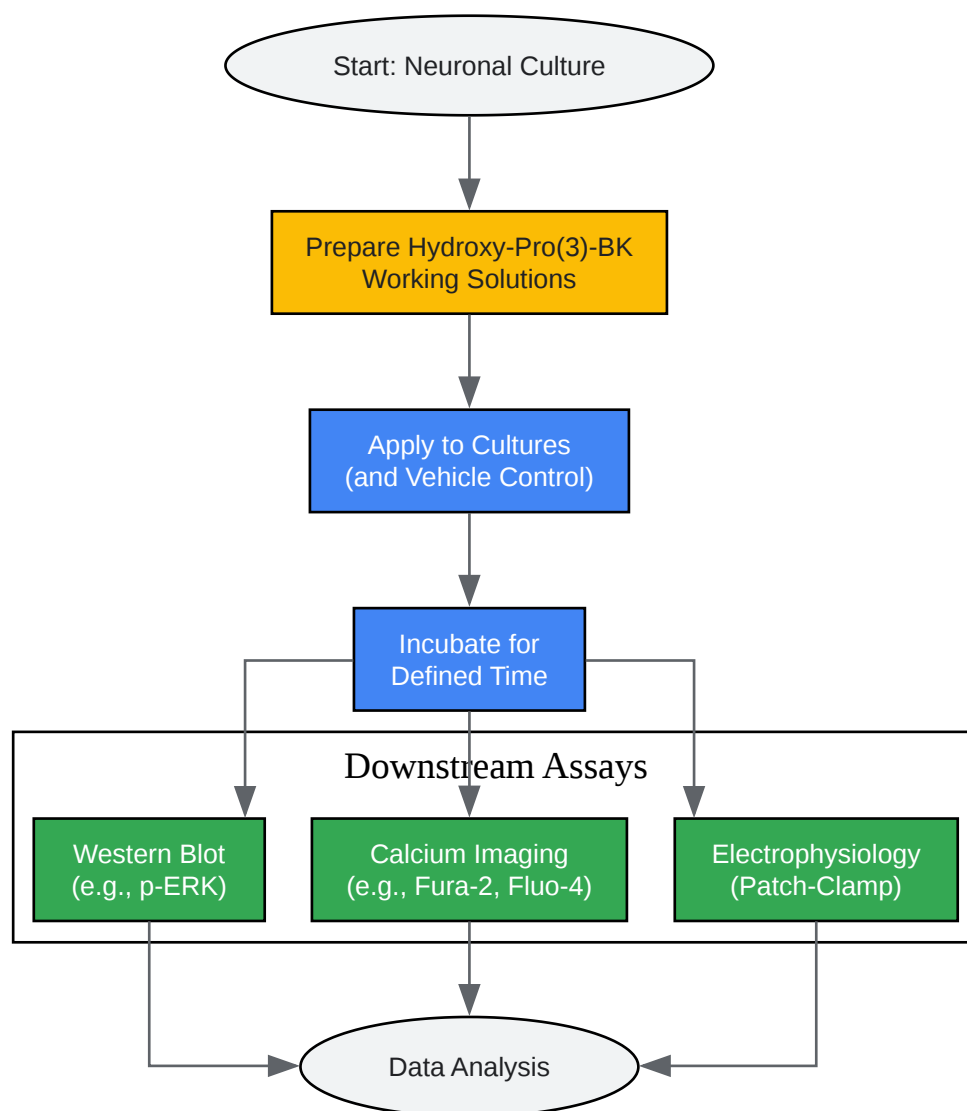 Start: Neuronal Culture
Prepare Hydroxy-Pro(3)-BK
Working Solutions
Apply to Cultures
(and Vehicle Control)
Incubate for
Defined Time
Downstream Assays
Western Blot
(e.g., p-ERK)
Calcium Imaging
(e.g., Fura-2, Fluo-4)
Electrophysiology
(Patch-Clamp)
Data Analysis